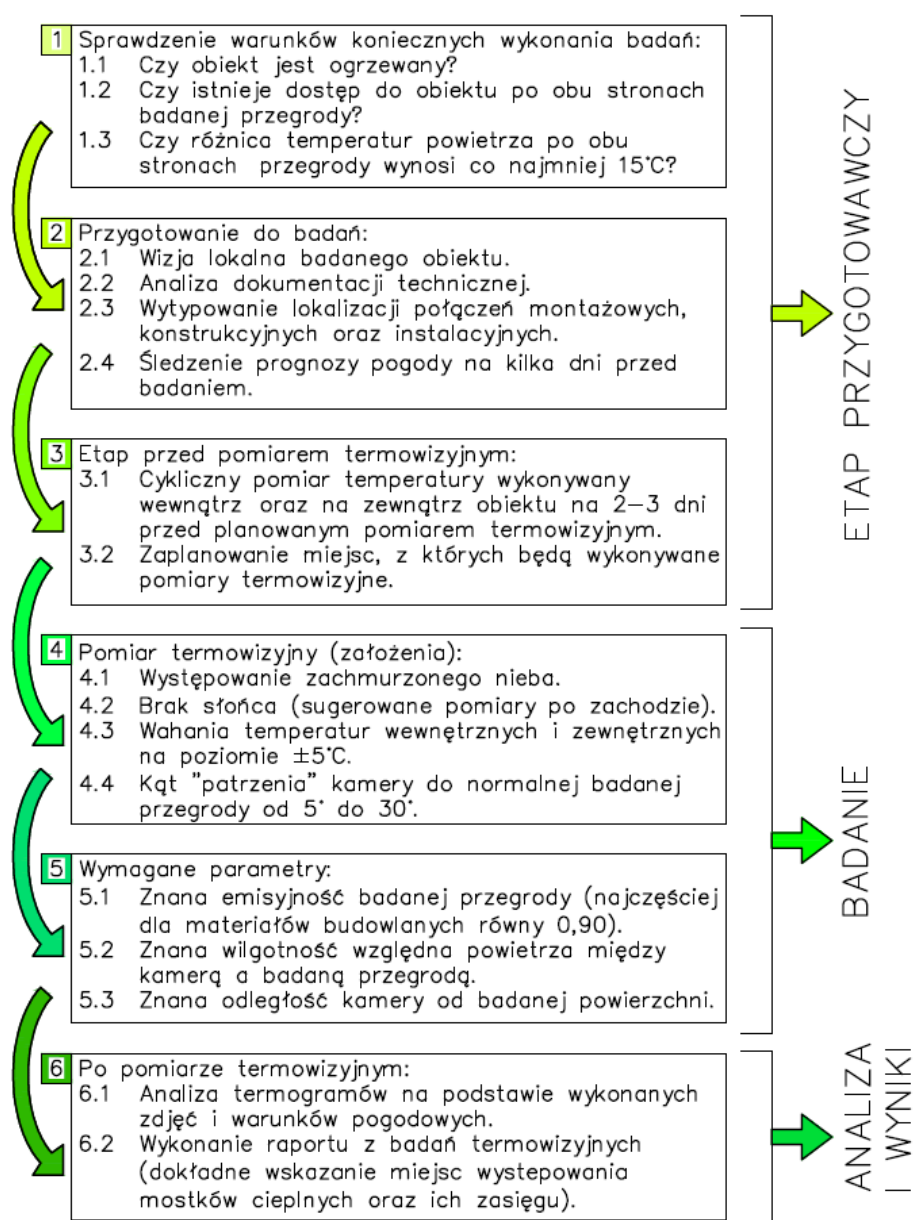 1 Sprawdzenie warunków koniecznych wykonania badań:
1.1 Czy obiekt jest ogrzewany?
1.2 Czy istnieje dostęp do obiektu po obu stronach
badanej przegrody?
1.3 Czy różnica temperatur powietrza po obu
stronach przegrody wynosi co najmniej 15°C?
2 Przygotowanie do badań:
2.1 Wizja lokalna badanego obiektu.
2.2 Analiza dokumentacji technicznej.
2.3 Wytypowanie lokalizacji połączeń montażowych,
konstrukcyjnych oraz instalacyjnych.
2.4 Śledzenie prognozy pogody na kilka dni przed
badaniem.
3 Etap przed pomiarem termowizyjnym:
3.1 Cykliczny pomiar temperatury wykonywany
wewnątrz oraz na zewnątrz obiektu na 2–3 dni
przed planowanym pomiarem termowizyjnym.
3.2 Zaplanowanie miejsc, z których będą wykonywane
pomiary termowizyjne.
ETAP PRZYGOTOWAWCZY
4 Pomiar termowizyjny (założenia):
4.1 Występowanie zachmurzonego nieba.
4.2 Brak słońca (sugerowane pomiary po zachodzie).
4.3 Wahania temperatur wewnętrznych i zewnętrznych
na poziomie ±5°C.
4.4 Kąt "patrzenia" kamery do normalnej badanej
przegrody od 5° do 30°.
5 Wymagane parametry:
5.1 Znana emisyjność badanej przegrody (najczęściej
dla materiałów budowlanych równy 0,90).
5.2 Znana wilgotność względna powietrza między
kamerą a badaną przegrodą.
5.3 Znana odległość kamery od badanej powierzchni.
BADANIE
6 Po pomiarze termowizyjnym:
6.1 Analiza termogramów na podstawie wykonanych
zdjęć i warunków pogodowych.
6.2 Wykonanie raportu z badań termowizyjnych
(dokładne wskazanie miejsc wystepowania
mostków cieplnych oraz ich zasięgu).
ANALIZA
I WYNIKI